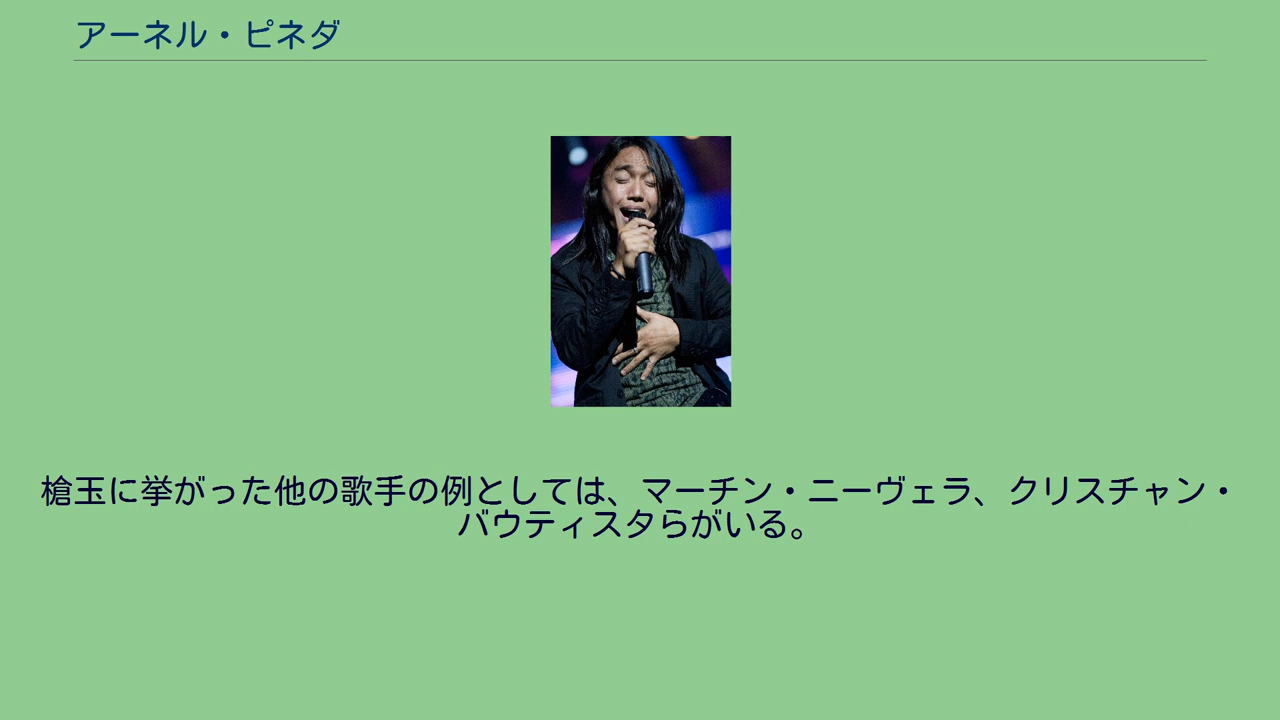 アーネル・ピネダ
槍玉に挙がった他の歌手の例としては、マーチン・ニーヴェラ、クリスチャン・
バウティスタらがいる。